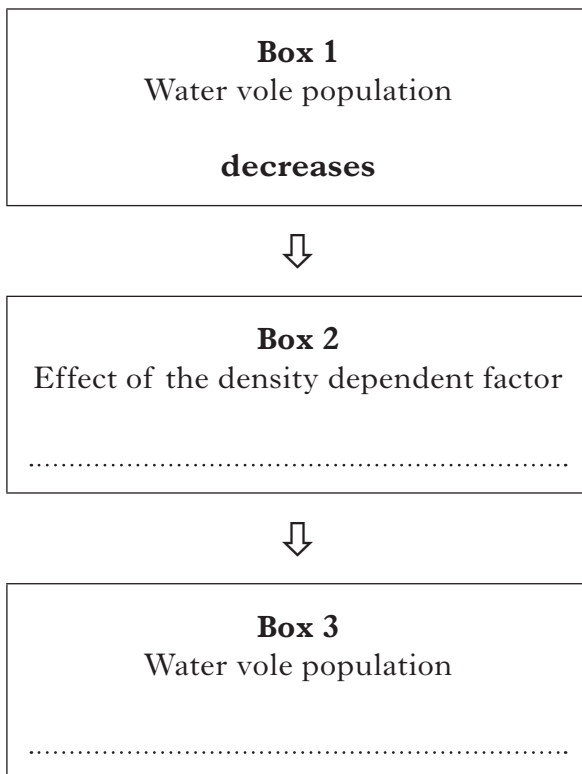 Box 1
Water vole population
decreases
Box 2
Effect of the density dependent factor
Box 3
Water vole population